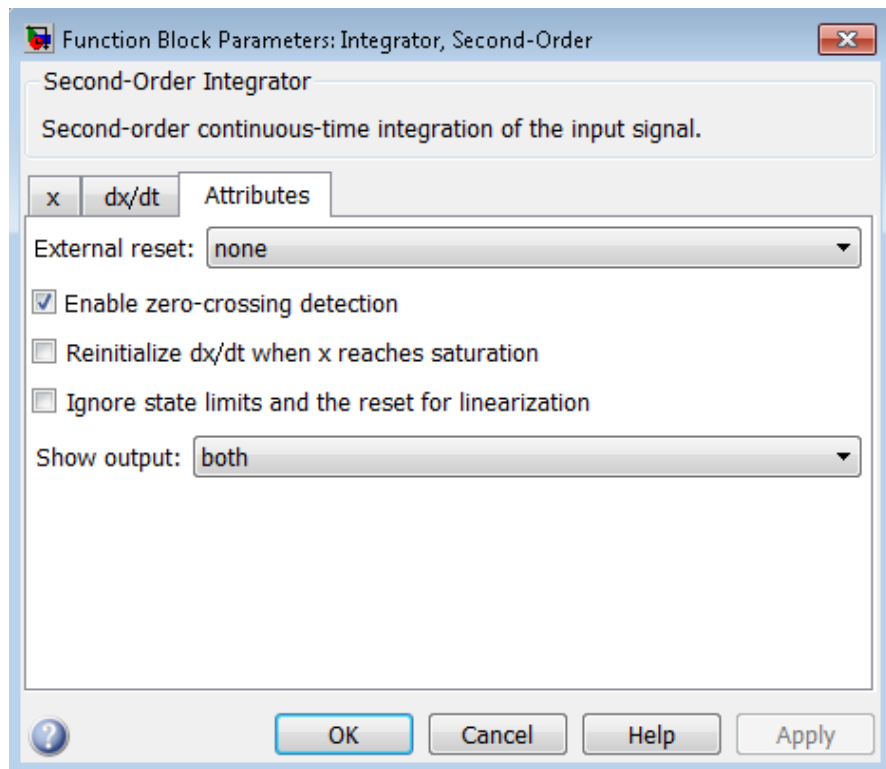 Function Block Parameters: Integrator, Second-Order
Second-Order Integrator
Second-order continuous-time integration of the input signal.
x dx/dt Attributes
External reset: none
Enable zero-crossing detection
Reinitialize dx/dt when x reaches saturation
Ignore state limits and the reset for linearization
Show output: both
? OK Cancel Help Apply